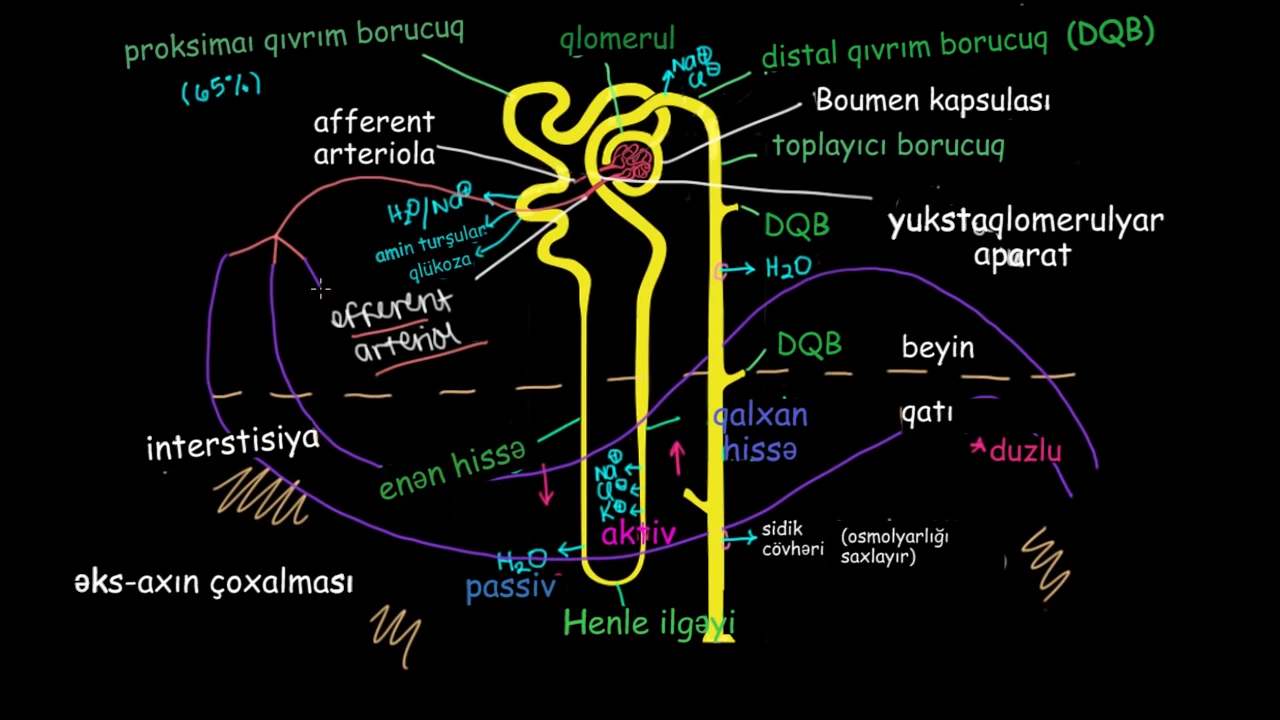 proksimaı qıvrım borucuq
(65%)
qlomerul
Na⊕
Cl⊖
distal qıvrım borucuq (DQB)
Boumen kapsulası
afferent
arteriola
toplayıcı borucuq
H₂O/Na⊕
amin turşular
qlükoza
yukstaqlomerulyar
aparat
DQB
H₂O
efferent
arteriol
DQB
beyin
qatı
qalxan
hissə
interstisiya
*duzlu
enən hissə
Na⊕
Cl⊖
K⊕
aktiv
sidik
cövhəri
(osmolyarlığı
saxlayır)
H₂O
passiv
əks-axın çoxalması
Henle ilgəyi